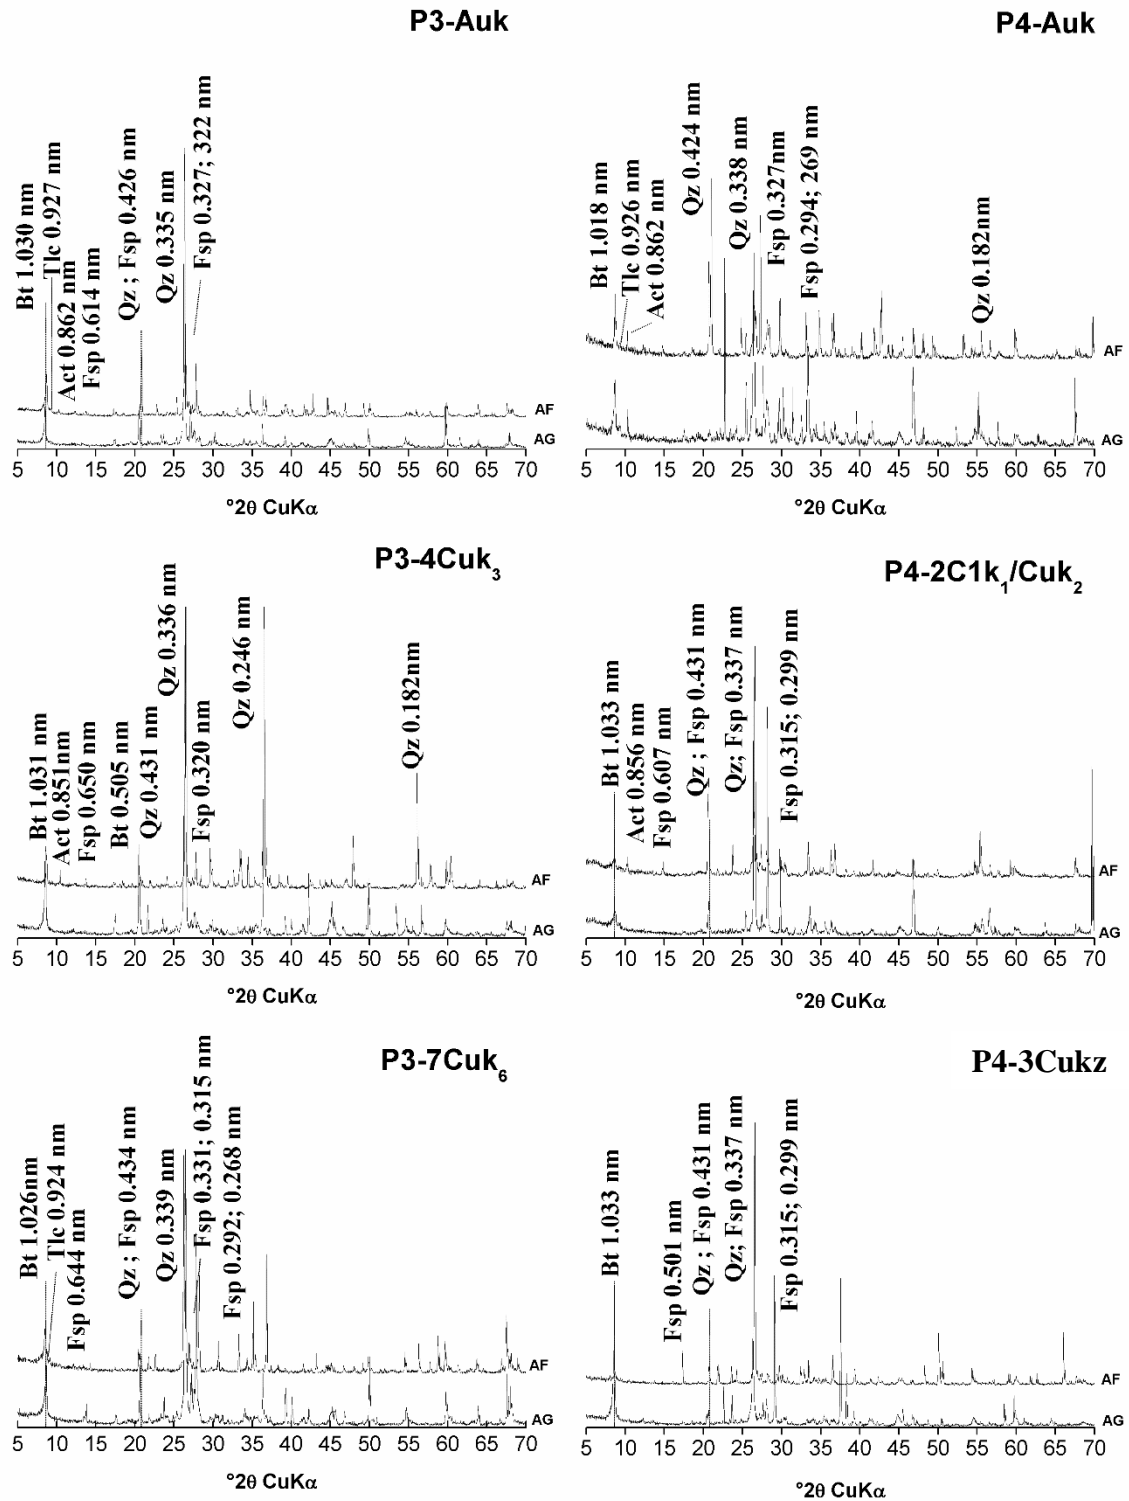 P3-Auk
Bt 1.030 nm
Tlc 0.927 nm
Act 0.862 nm
Fsp 0.614 nm
Qz ; Fsp 0.426 nm
Qz 0.335 nm
Fsp 0.327; 322 nm
AF
AG
5 10 15 20 25 30 35 40 45 50 55 60 65 70
°2θ CuKα
P4-Auk
Bt 1.018 nm
Tlc 0.926 nm
Act 0.862 nm
Qz 0.424 nm
Qz 0.338 nm
Fsp 0.327nm
Fsp 0.294; 269 nm
Qz 0.182nm
AF
AG
5 10 15 20 25 30 35 40 45 50 55 60 65 70
°2θ CuKα
P3-4Cuk3
Bt 1.031 nm
Act 0.851nm
Fsp 0.650 nm
Bt 0.505 nm
Qz 0.431 nm
Qz 0.336 nm
Fsp 0.320 nm
Qz 0.246 nm
Qz 0.182nm
AF
AG
5 10 15 20 25 30 35 40 45 50 55 60 65 70
°2θ CuKα
P4-2C1k1/Cuk2
Bt 1.033 nm
Act 0.856 nm
Fsp 0.607 nm
Qz ; Fsp 0.431 nm
Qz; Fsp 0.337 nm
Fsp 0.315; 0.299 nm
AF
AG
5 10 15 20 25 30 35 40 45 50 55 60 65 70
°2θ CuKα
P3-7Cuk6
Bt 1.026nm
Tlc 0.924 nm
Fsp 0.644 nm
Qz ; Fsp 0.434 nm
Qz 0.339 nm
Fsp 0.331; 0.315 nm
Fsp 0.292; 0.268 nm
AF
AG
5 10 15 20 25 30 35 40 45 50 55 60 65 70
°2θ CuKα
P4-3Cukz
Bt 1.033 nm
Fsp 0.501 nm
Qz ; Fsp 0.431 nm
Qz; Fsp 0.337 nm
Fsp 0.315; 0.299 nm
AF
AG
5 10 15 20 25 30 35 40 45 50 55 60 65 70
°2θ CuKα